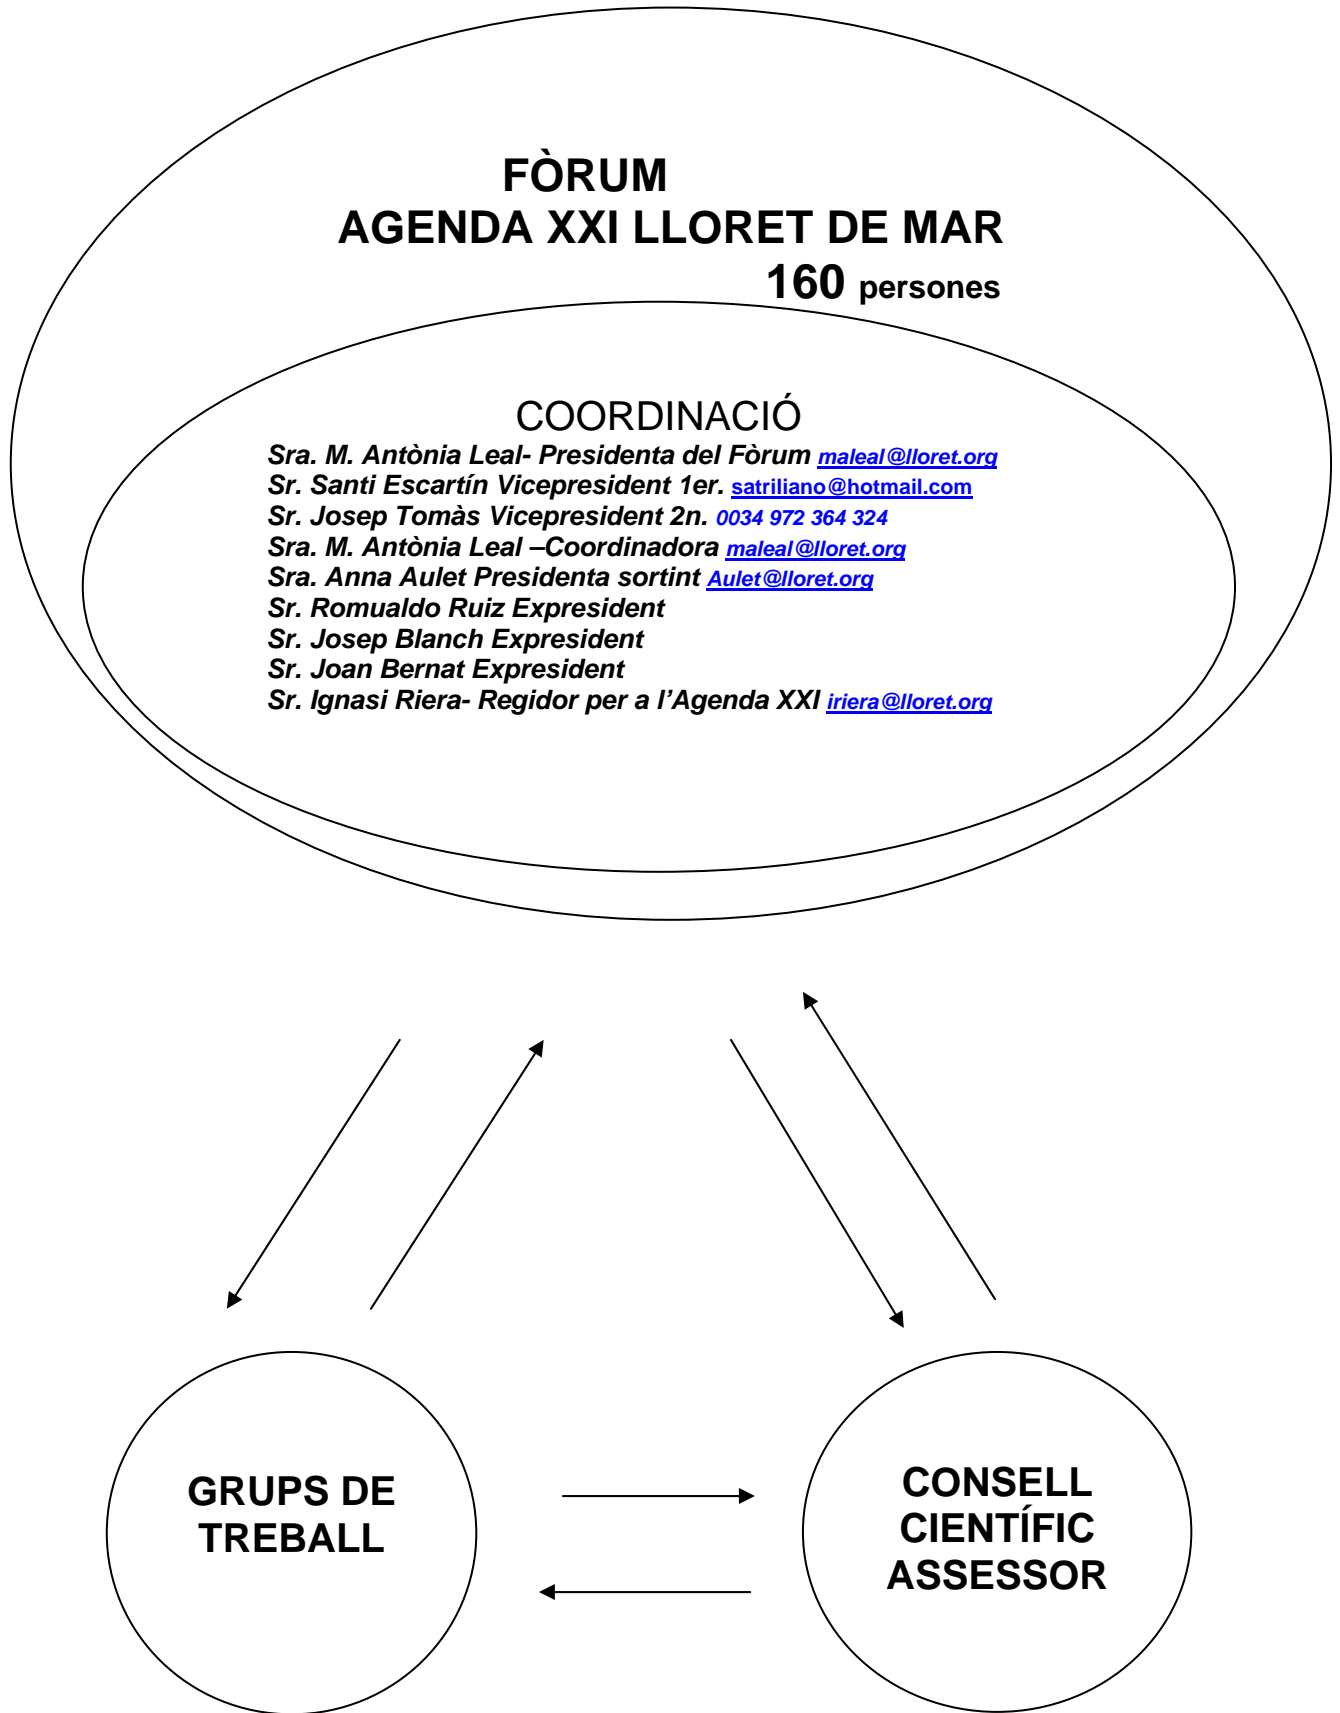 FÒRUM
AGENDA XXI LLORET DE MAR
160 persones
COORDINACIÓ
Sra. M. Antònia Leal- Presidenta del Fòrum maleal@lloret.org
Sr. Santi Escartín Vicepresident 1er. satriliano@hotmail.com
Sr. Josep Tomàs Vicepresident 2n. 0034 972 364 324
Sra. M. Antònia Leal –Coordinadora maleal@lloret.org
Sra. Anna Aulet Presidenta sortint Aulet@lloret.org
Sr. Romualdo Ruiz Expresident
Sr. Josep Blanch Expresident
Sr. Joan Bernat Expresident
Sr. Ignasi Riera- Regidor per a l’Agenda XXI iriera@lloret.org
GRUPS DE
TREBALL
CONSELL
CIENTÍFIC
ASSESSOR